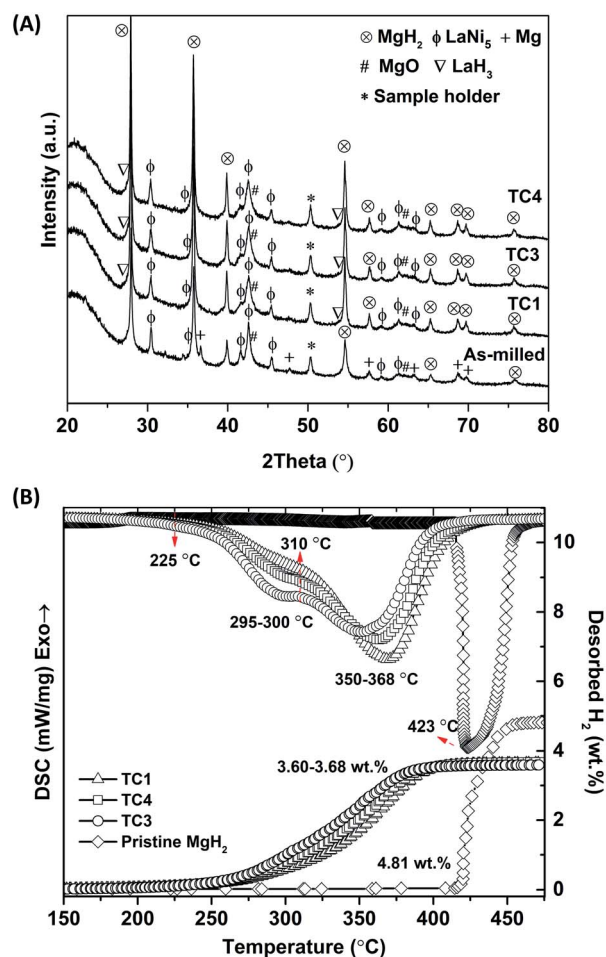 (A)
⊗ MgH₂ ϕ LaNi₅ + Mg
# MgO ∇ LaH₃
* Sample holder
Intensity (a.u.)
TC4
TC3
TC1
As-milled
20 30 40 50 60 70 80
2Theta (°)
(B)
225 °C
310 °C
295-300 °C
350-368 °C
423 °C
3.60-3.68 wt.%
4.81 wt.%
TC1
TC4
TC3
Pristine MgH₂
DSC (mW/mg) Exo→
Desorbed H₂ (wt.%)
10
8
6
4
2
0
150 200 250 300 350 400 450
Temperature (°C)